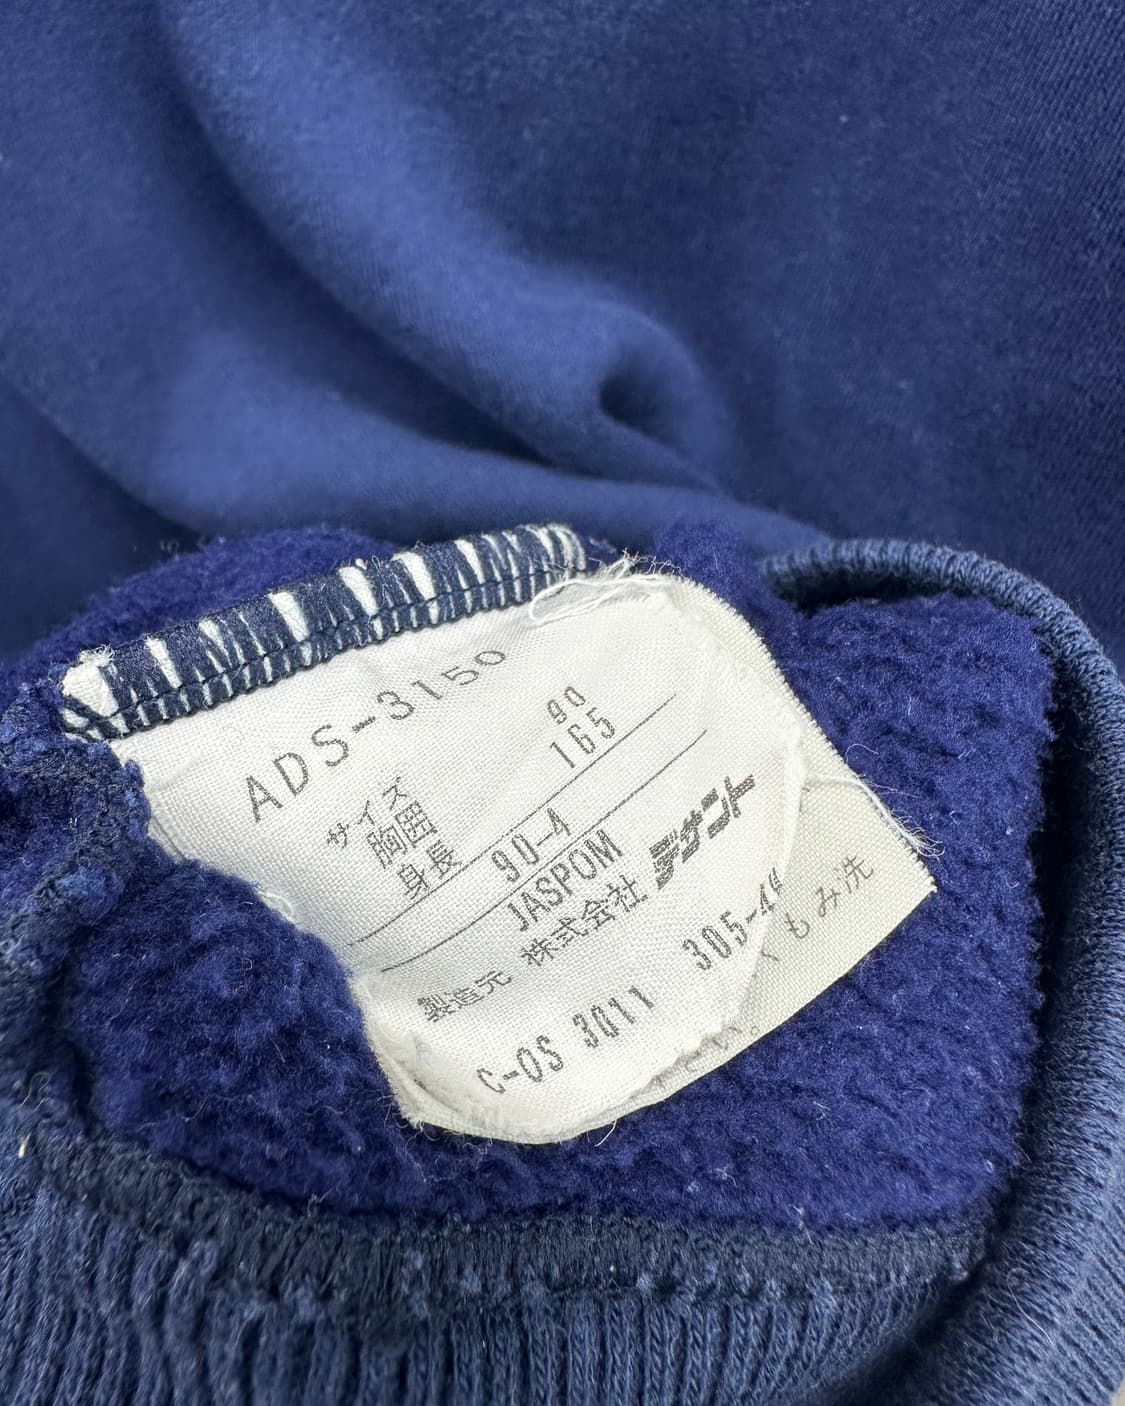 ADS-3150
サイズ
胸囲 90
身長 165
90-4
JASPOM
製造元 株式会社 デサント
C-OS 3011 305-4
もみ洗